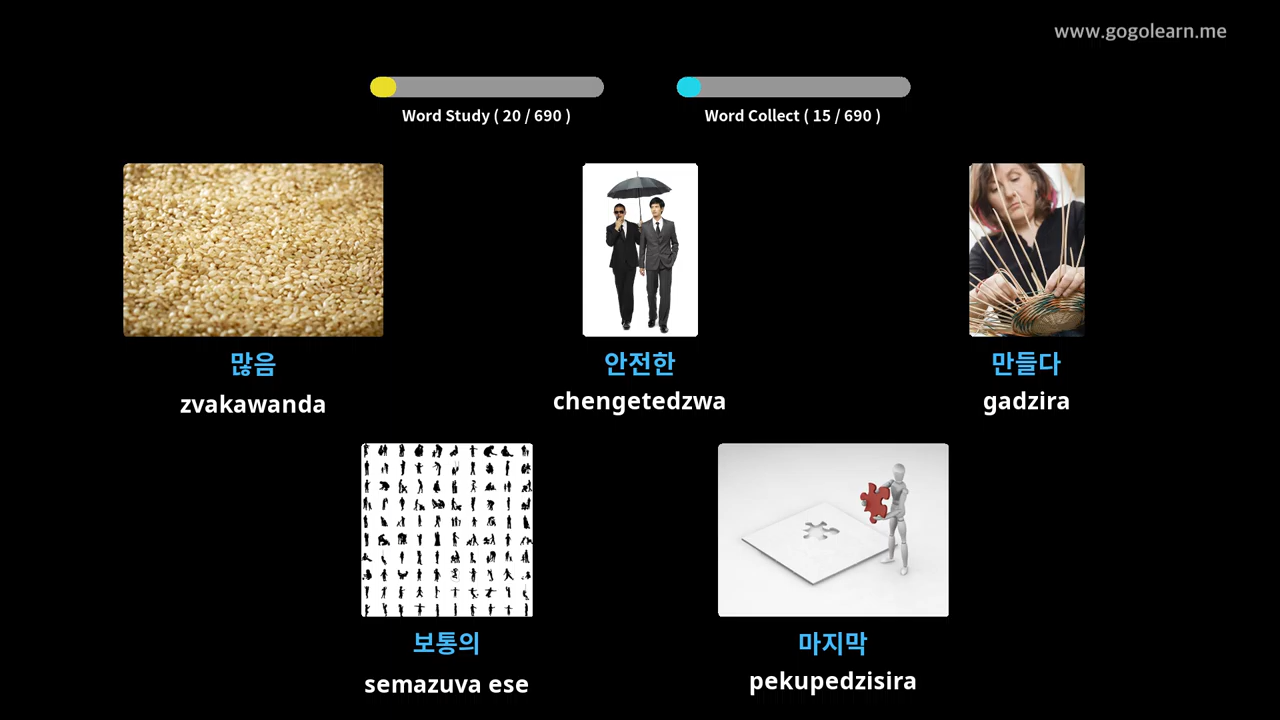 www.gogolearn.me
Word Study ( 20 / 690 )
Word Collect ( 15 / 690 )
많음
zvakawanda
안전한
chengetedzwa
만들다
gadzira
보통의
semazuva ese
마지막
pekupedzisira